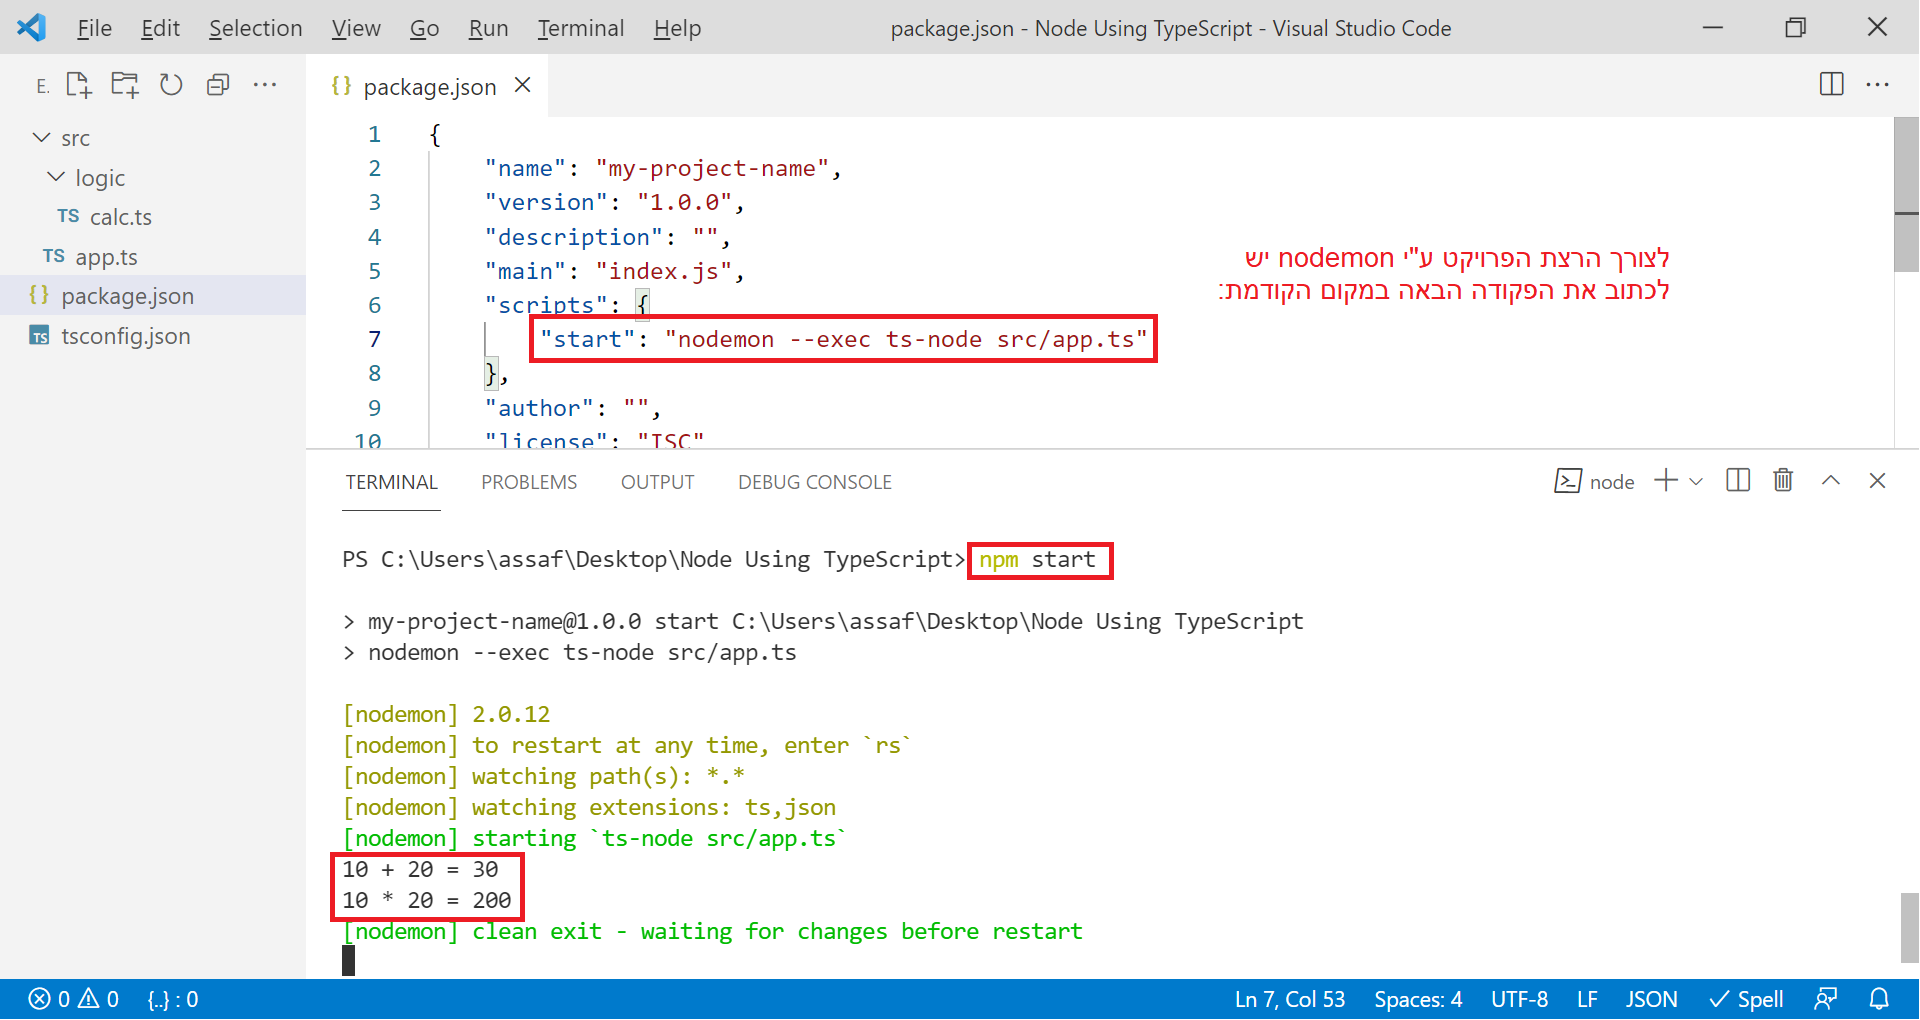 File Edit Selection View Go Run Terminal Help package.json - Node Using TypeScript - Visual Studio Code
E.
src
logic
TS calc.ts
TS app.ts
{} package.json
TS tsconfig.json
{} package.json
1 {
2 "name": "my-project-name",
3 "version": "1.0.0",
4 "description": "",
5 "main": "index.js",
6 "scripts": {
7 "start": "nodemon --exec ts-node src/app.ts"
8 },
9 "author": "",
10 "license": "ISC"
לצורך הרצת הפרויקט ע"י nodemon יש
לכתוב את הפקודה הבאה במקום הקודמת:
TERMINAL PROBLEMS OUTPUT DEBUG CONSOLE node
PS C:\Users\assaf\Desktop\Node Using TypeScript> npm start
> my-project-name@1.0.0 start C:\Users\assaf\Desktop\Node Using TypeScript
> nodemon --exec ts-node src/app.ts
[nodemon] 2.0.12
[nodemon] to restart at any time, enter `rs`
[nodemon] watching path(s): *.*
[nodemon] watching extensions: ts,json
[nodemon] starting `ts-node src/app.ts`
10 + 20 = 30
10 * 20 = 200
[nodemon] clean exit - waiting for changes before restart
0 0 {..} : 0 Ln 7, Col 53 Spaces: 4 UTF-8 LF JSON Spell